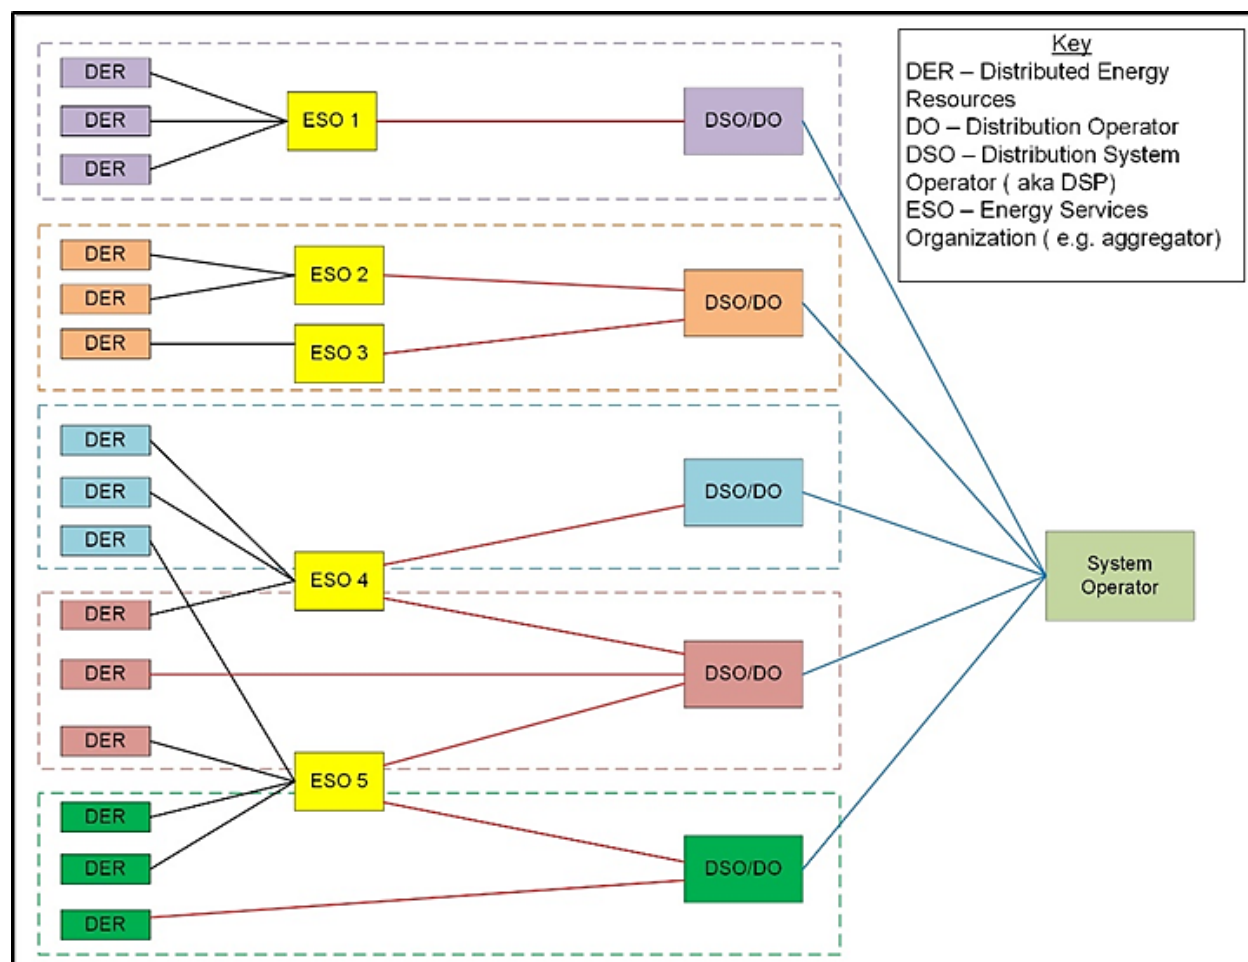 DER
DER
DER
ESO 1
DSO/DO
DER
DER
DER
ESO 2
ESO 3
DSO/DO
DER
DER
DER
ESO 4
DSO/DO
DER
DER
DER
DSO/DO
ESO 5
DER
DER
DER
DSO/DO
System
Operator
Key
DER – Distributed Energy
Resources
DO – Distribution Operator
DSO – Distribution System
Operator ( aka DSP)
ESO – Energy Services
Organization ( e.g. aggregator)